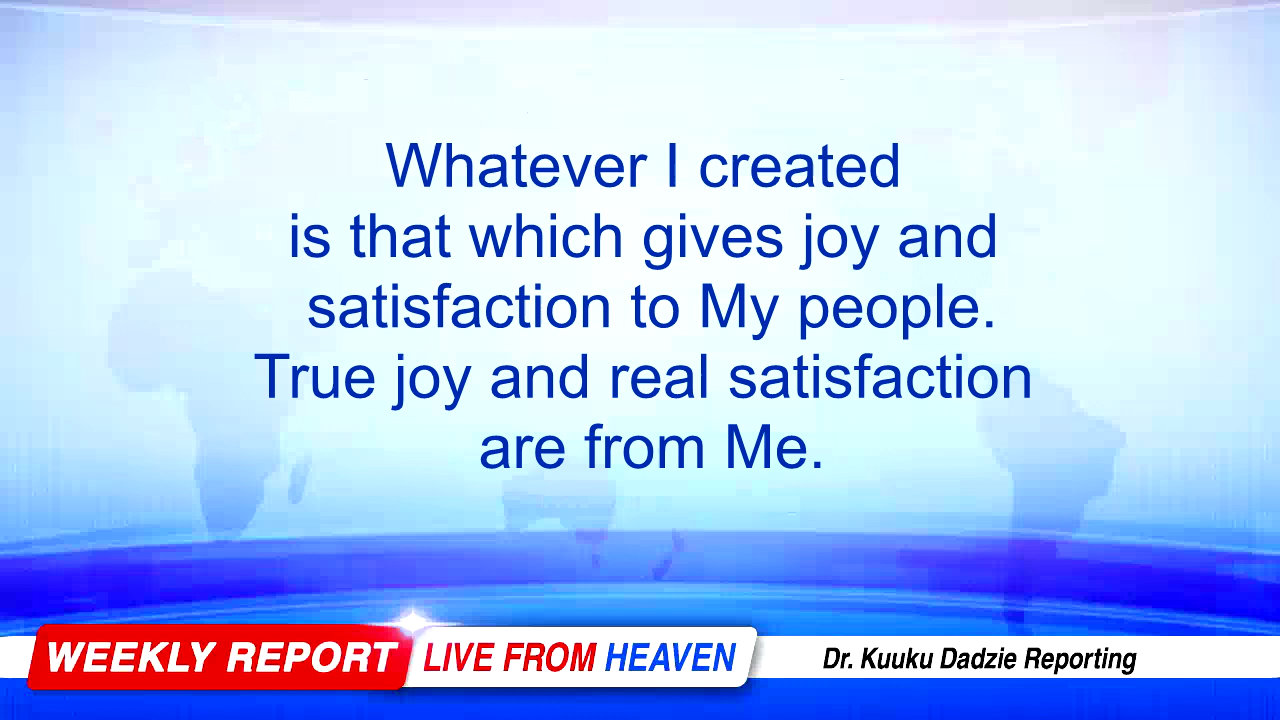 Whatever I created
is that which gives joy and
satisfaction to My people.
True joy and real satisfaction
are from Me.
WEEKLY REPORT LIVE FROM HEAVEN Dr. Kuuku Dadzie Reporting